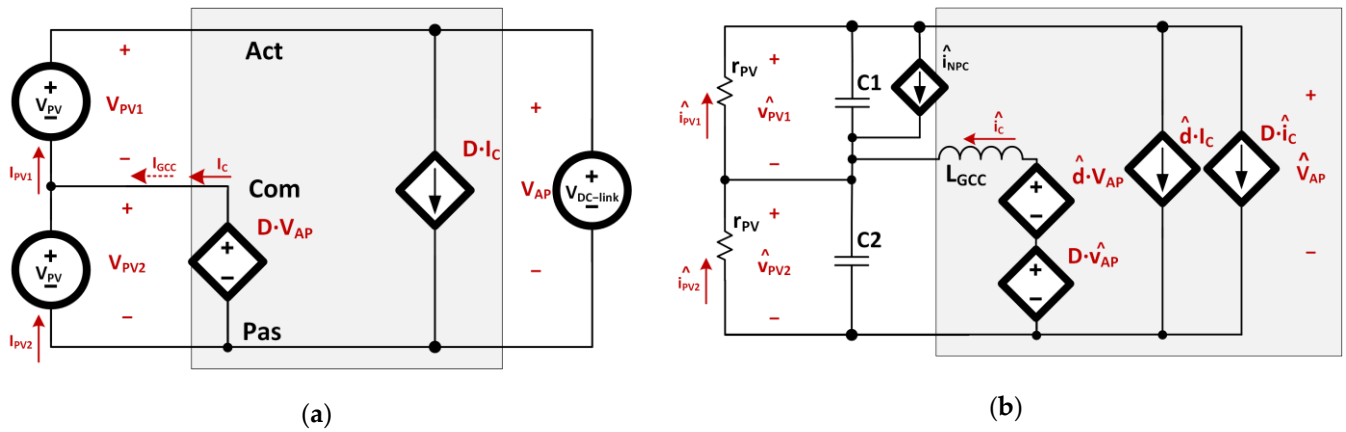 Act
+
+
−
V_PV
V_PV1
−
I_PV1
I_GCC
I_C
Com
D·I_C
+
V_AP
−
V_DC−link
+
−
D·V_AP
+
−
+
V_PV2
−
+
−
V_PV
I_PV2
Pas
(a)
r_PV
+
v̂_PV1
−
î_PV1
C1
î_NPC
î_C
L_GCC
+
−
d̂·V_AP
d̂·I_C
D·î_C
+
V̂_AP
−
r_PV
+
v̂_PV2
−
î_PV2
C2
+
−
D·v̂_AP
(b)